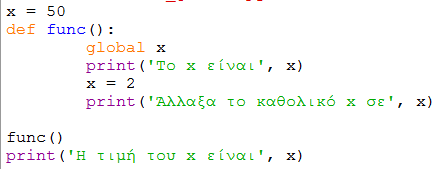 x = 50
def func():
        global x
        print('Το x είναι', x)
        x = 2
        print('Άλλαξα το καθολικό x σε', x)

func()
print('Η τιμή του x είναι', x)